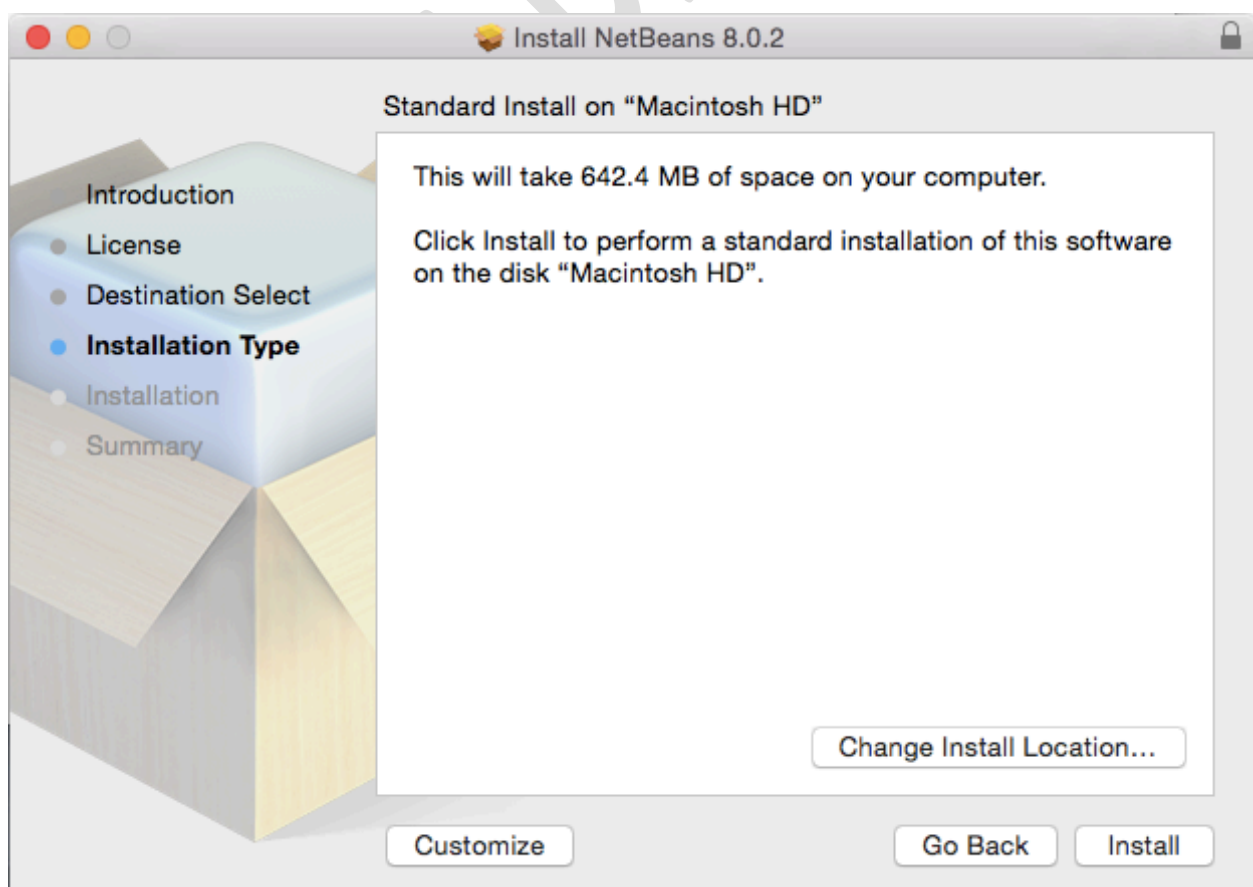 Install NetBeans 8.0.2
Standard Install on “Macintosh HD”
Introduction
License
Destination Select
Installation Type
Installation
Summary
This will take 642.4 MB of space on your computer.
Click Install to perform a standard installation of this software
on the disk “Macintosh HD”.
Change Install Location...
Customize
Go Back
Install